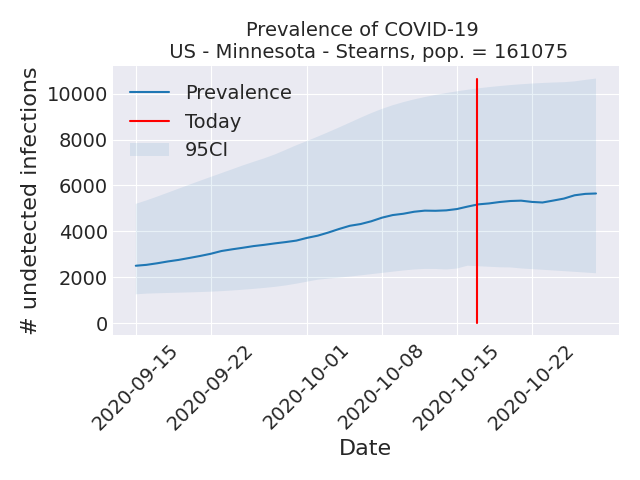 Prevalence of COVID-19
US - Minnesota - Stearns, pop. = 161075
# undetected infections
10000
8000
6000
4000
2000
0
Prevalence
Today
95CI
2020-09-15
2020-09-22
2020-10-01
2020-10-08
2020-10-15
2020-10-22
Date